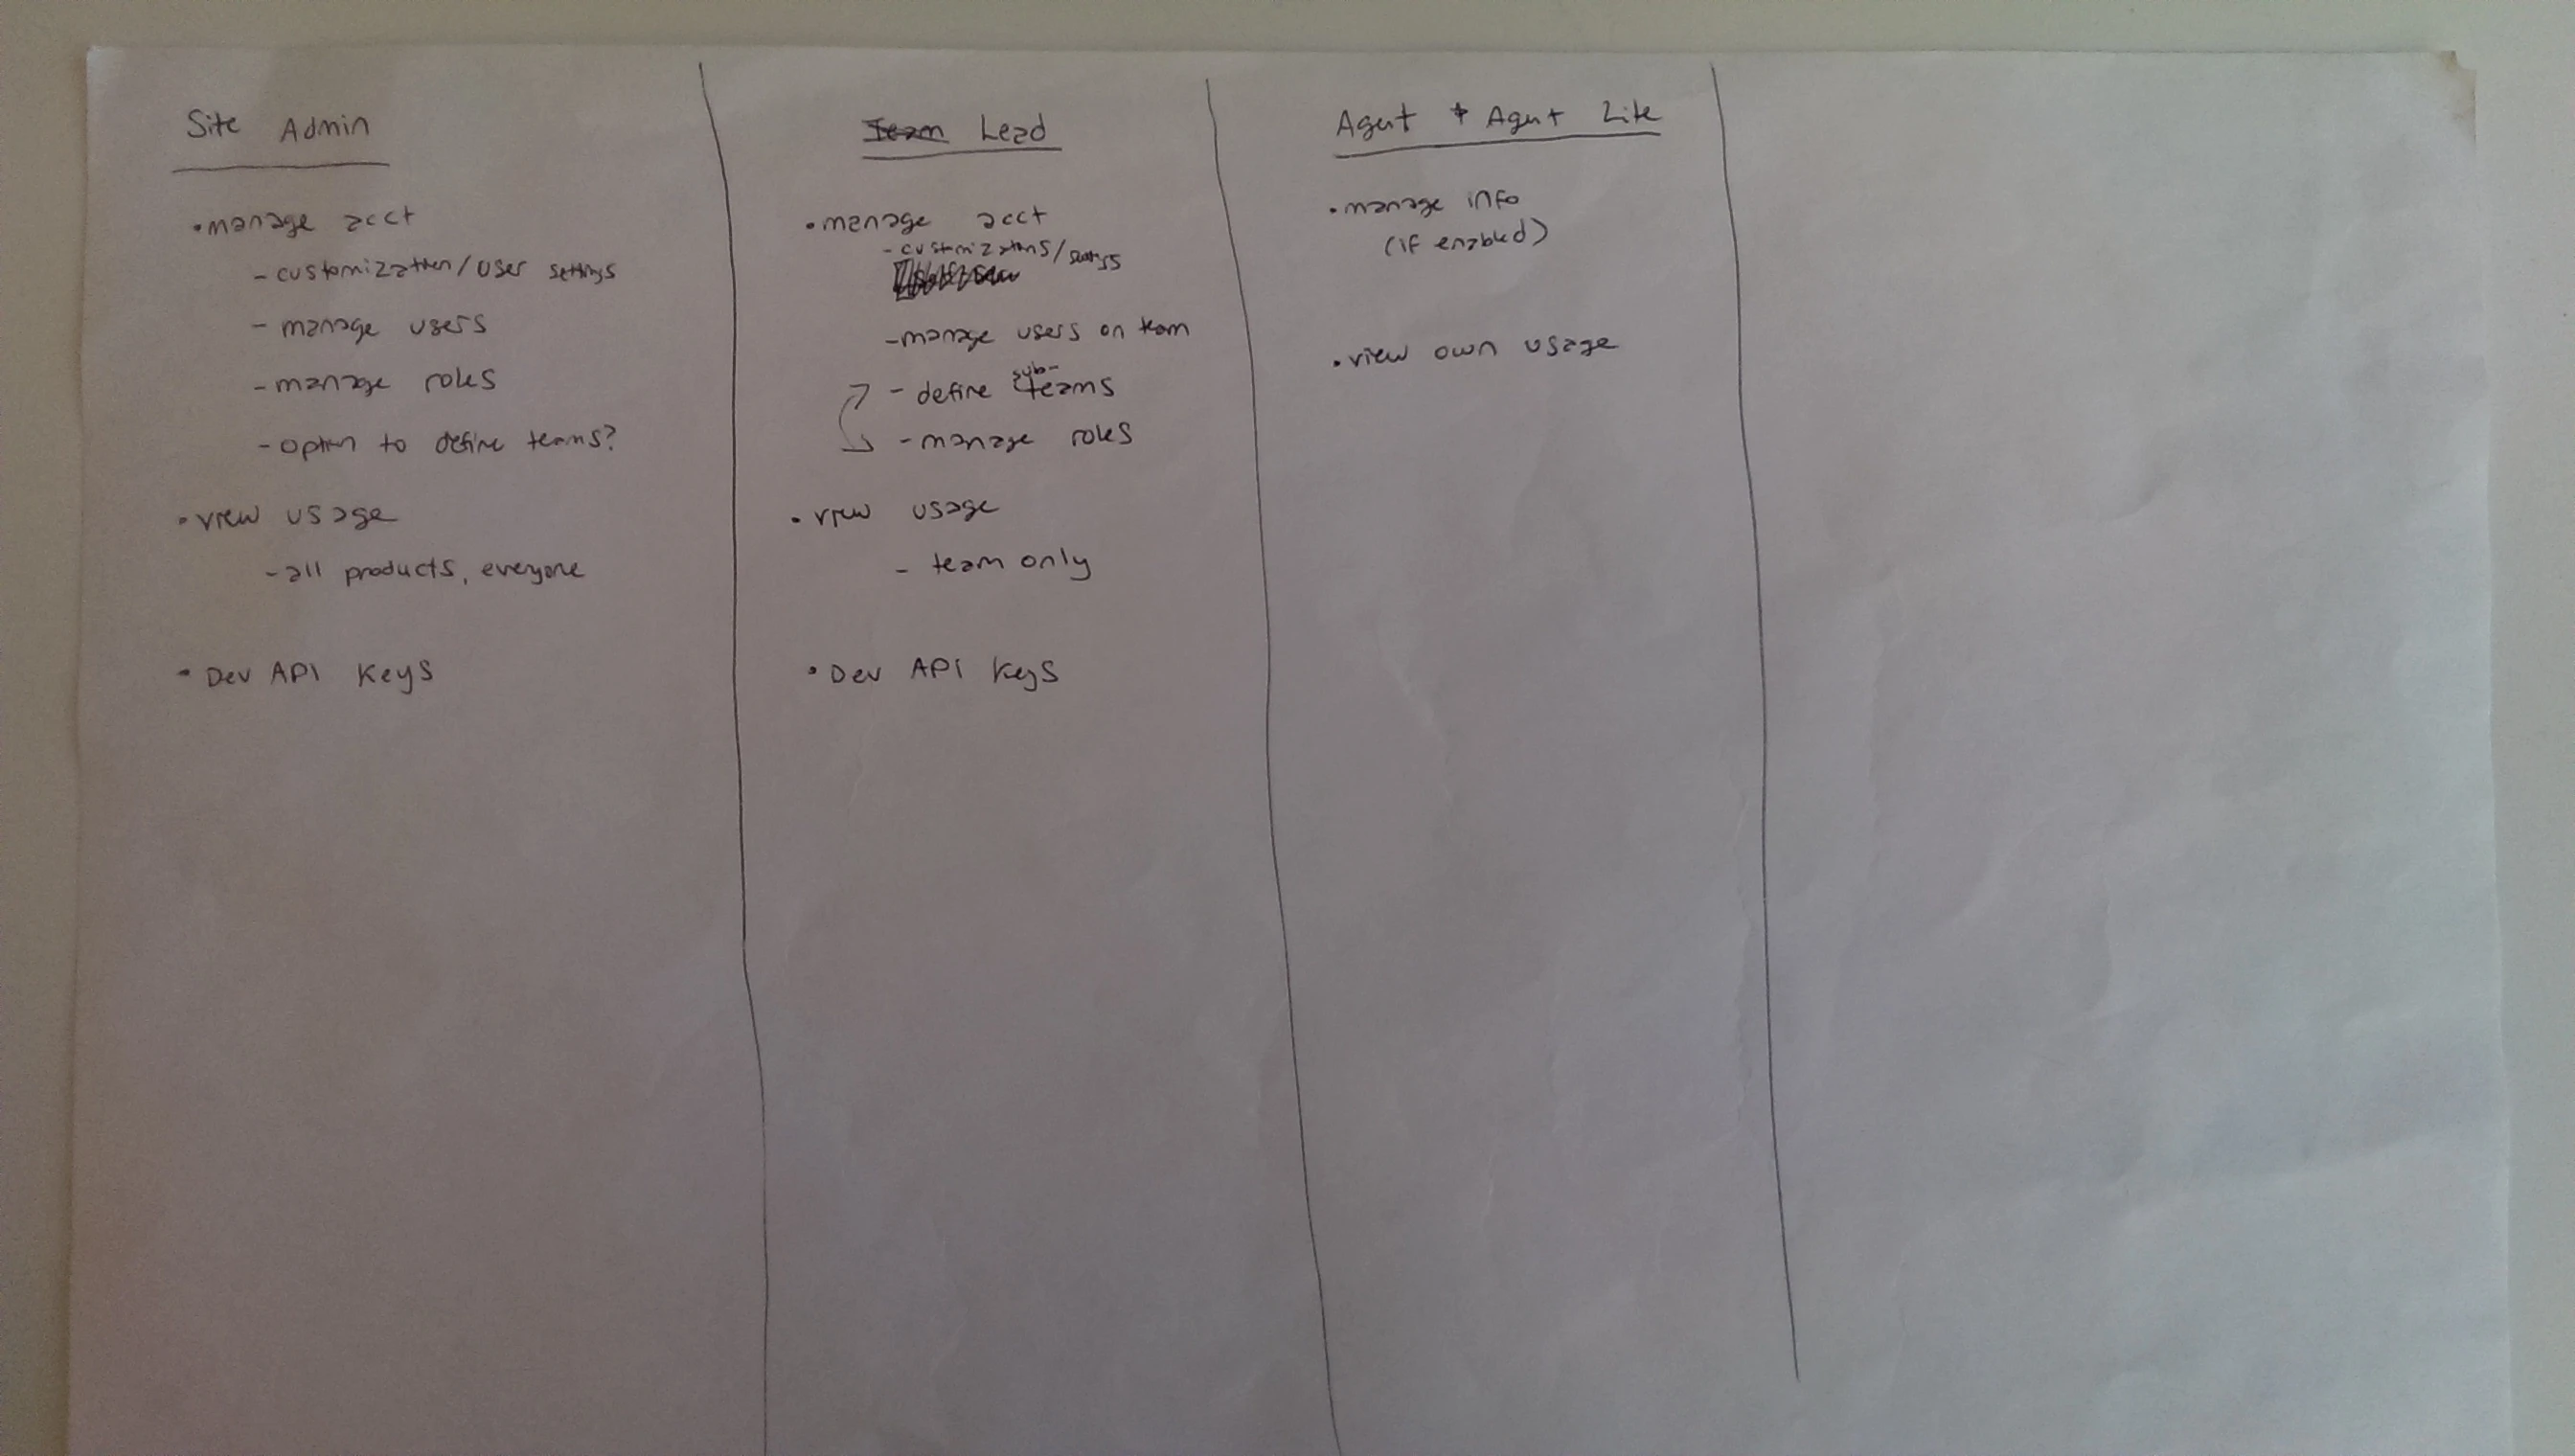 Site Admin
• manage acct
- customization/user settings
- manage users
- manage roles
- option to define teams?
• view usage
- all products, everyone
• Dev API Keys
Team Lead
• manage acct
- customizations/settings
- manage users on team
- define sub-teams
- manage roles
• view usage
- team only
• Dev API Keys
Agent + Agent Lite
• manage info
(if enabled)
• view own usage